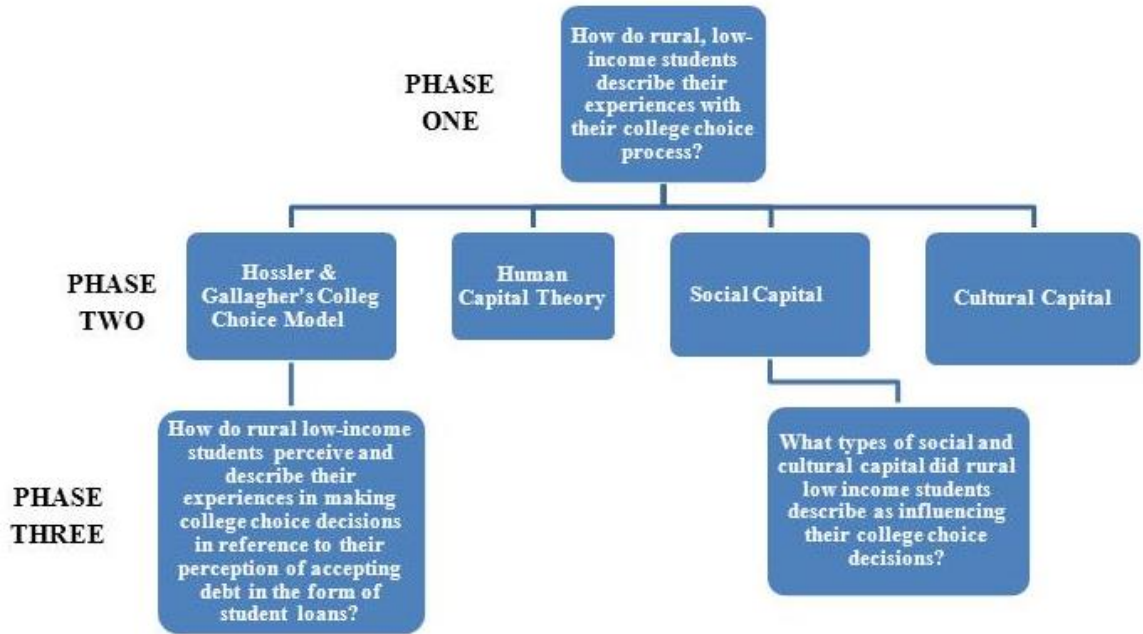 PHASE
ONE
How do rural, low-
income students
describe their
experiences with
their college choice
process?
PHASE
TWO
Hossler &
Gallagher's Colleg
Choice Model
Human
Capital Theory
Social Capital
Cultural Capital
PHASE
THREE
How do rural low-income
students perceive and
describe their
experiences in making
college choice decisions
in reference to their
perception of accepting
debt in the form of
student loans?
What types of social and
cultural capital did rural
low income students
describe as influencing
their college choice
decisions?